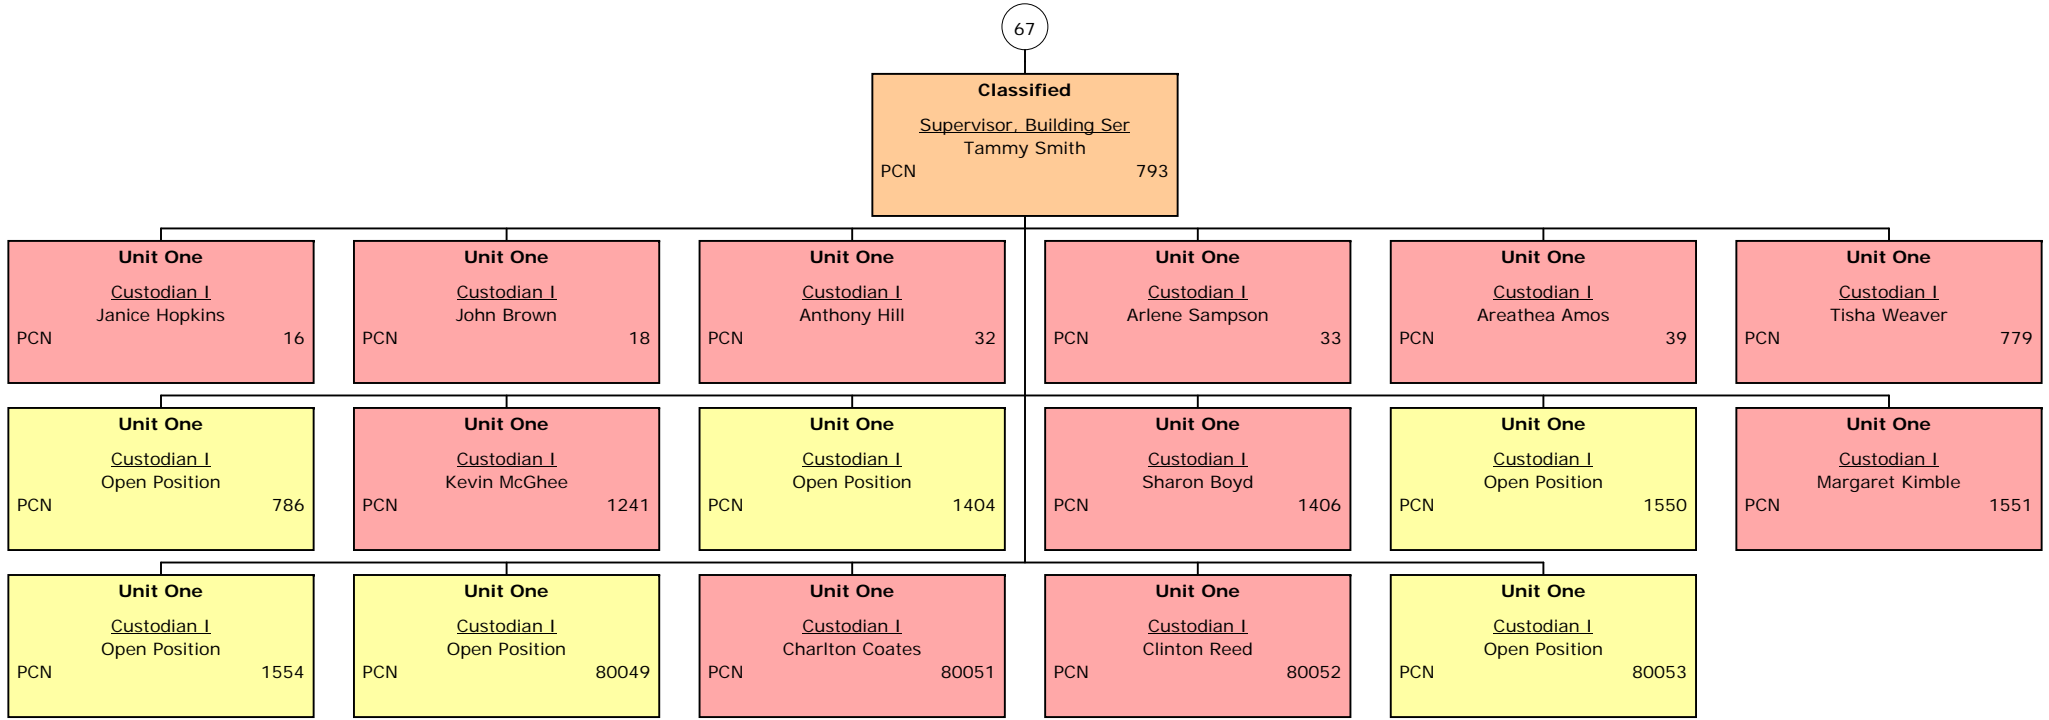 67
Classified
Supervisor, Building Ser
Tammy Smith
PCN 793
Unit One
Custodian I
Janice Hopkins
PCN 16
Unit One
Custodian I
John Brown
PCN 18
Unit One
Custodian I
Anthony Hill
PCN 32
Unit One
Custodian I
Arlene Sampson
PCN 33
Unit One
Custodian I
Areathea Amos
PCN 39
Unit One
Custodian I
Tisha Weaver
PCN 779
Unit One
Custodian I
Open Position
PCN 786
Unit One
Custodian I
Kevin McGhee
PCN 1241
Unit One
Custodian I
Open Position
PCN 1404
Unit One
Custodian I
Sharon Boyd
PCN 1406
Unit One
Custodian I
Open Position
PCN 1550
Unit One
Custodian I
Margaret Kimble
PCN 1551
Unit One
Custodian I
Open Position
PCN 1554
Unit One
Custodian I
Open Position
PCN 80049
Unit One
Custodian I
Charlton Coates
PCN 80051
Unit One
Custodian I
Clinton Reed
PCN 80052
Unit One
Custodian I
Open Position
PCN 80053